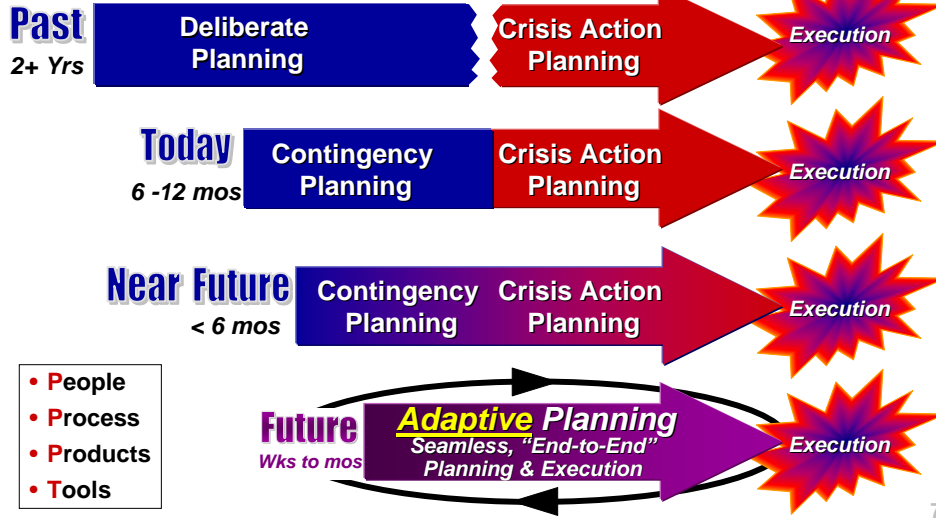 Past
2+ Yrs
Deliberate
Planning
Crisis Action
Planning
Execution
Today
6 -12 mos
Contingency
Planning
Crisis Action
Planning
Execution
Near Future
< 6 mos
Contingency
Planning
Crisis Action
Planning
Execution
• People
• Process
• Products
• Tools
Future
Wks to mos
Adaptive Planning
Seamless, “End-to-End”
Planning & Execution
Execution
7